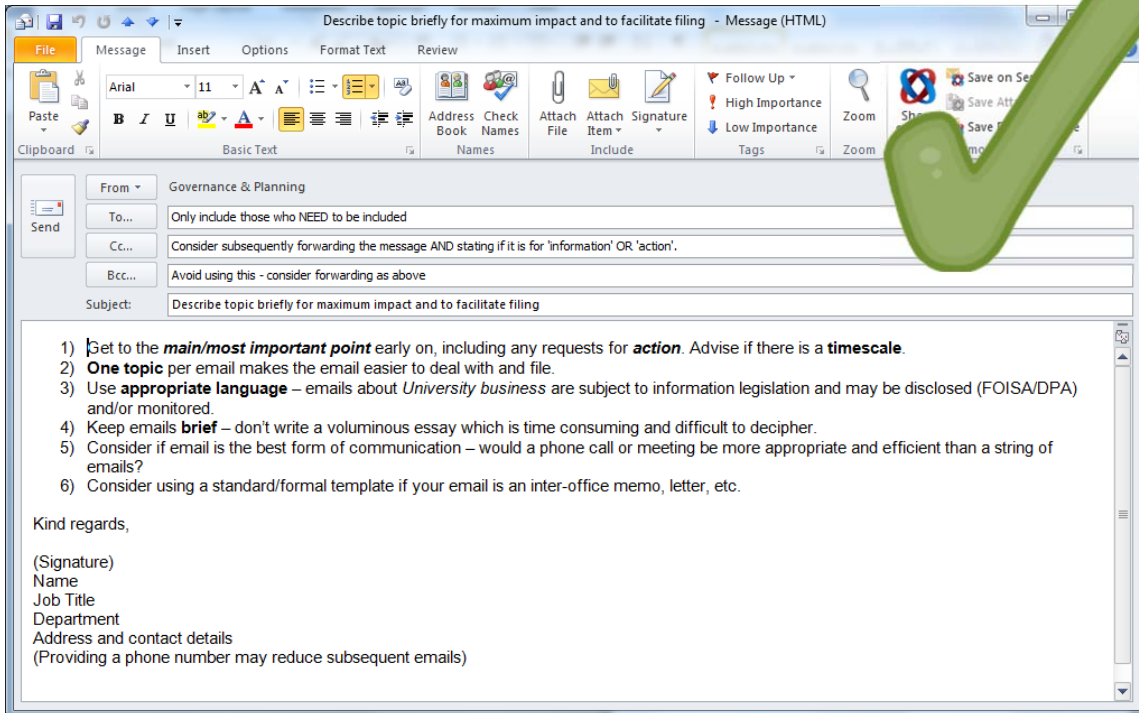 Describe topic briefly for maximum impact and to facilitate filing - Message (HTML)
File Message Insert Options Format Text Review
Paste
Clipboard
Arial 11
B I U
Basic Text
Address Book
Check Names
Names
Attach File
Attach Item
Signature
Include
Follow Up
High Importance
Low Importance
Tags
Zoom
Zoom
Save on
Save
Save
Send
From Governance & Planning
To... Only include those who NEED to be included
Cc... Consider subsequently forwarding the message AND stating if it is for 'information' OR 'action'.
Bcc... Avoid using this - consider forwarding as above
Subject: Describe topic briefly for maximum impact and to facilitate filing
1) Get to the main/most important point early on, including any requests for action. Advise if there is a timescale.
2) One topic per email makes the email easier to deal with and file.
3) Use appropriate language – emails about University business are subject to information legislation and may be disclosed (FOISA/DPA)
and/or monitored.
4) Keep emails brief – don't write a voluminous essay which is time consuming and difficult to decipher.
5) Consider if email is the best form of communication – would a phone call or meeting be more appropriate and efficient than a string of
emails?
6) Consider using a standard/formal template if your email is an inter-office memo, letter, etc.
Kind regards,
(Signature)
Name
Job Title
Department
Address and contact details
(Providing a phone number may reduce subsequent emails)